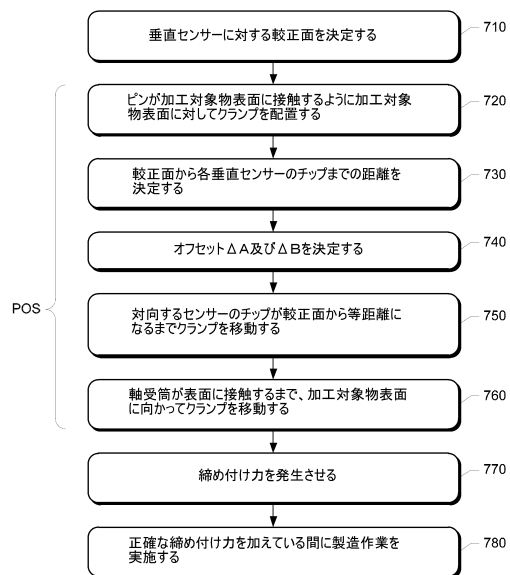 垂直センサーに対する較正面を決定する
710
ピンが加工対象物表面に接触するように加工対象
物表面に対してクランプを配置する
720
較正面から各垂直センサーのチップまでの距離を
決定する
730
オフセットΔA及びΔBを決定する
740
POS
対向するセンサーのチップが較正面から等距離に
なるまでクランプを移動する
750
軸受筒が表面に接触するまで、加工対象物表面
に向かってクランプを移動する
760
締め付け力を発生させる
770
正確な締め付け力を加えている間に製造作業を
実施する
780